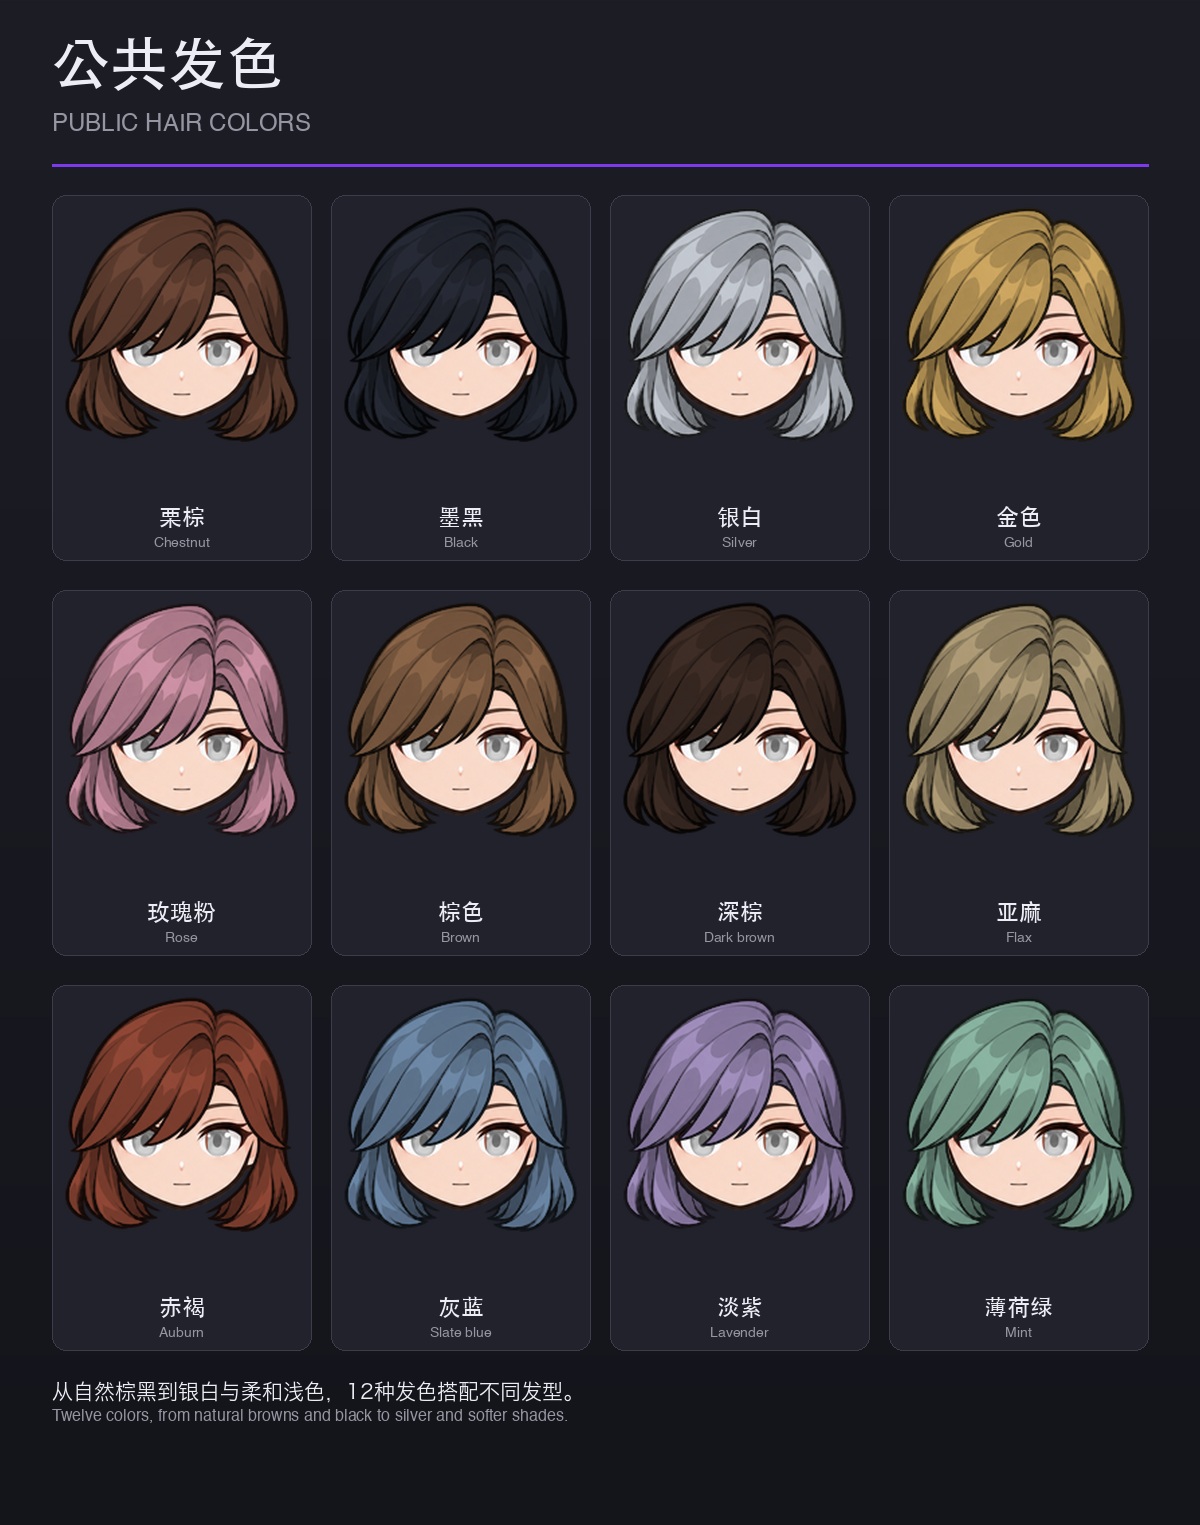 公共发色
PUBLIC HAIR COLORS
栗棕
Chestnut
墨黑
Black
银白
Silver
金色
Gold
玫瑰粉
Rose
棕色
Brown
深棕
Dark brown
亚麻
Flax
赤褐
Auburn
灰蓝
Slate blue
淡紫
Lavender
薄荷绿
Mint
从自然棕黑到银白与柔和浅色，12种发色搭配不同发型。
Twelve colors, from natural browns and black to silver and softer shades.